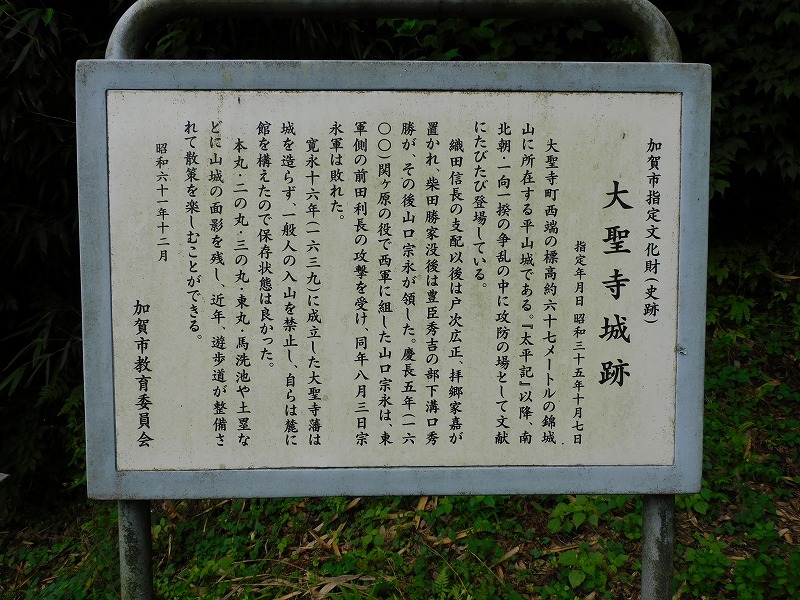 加賀市指定文化財(史跡)
大聖寺城跡
指定年月日 昭和三十五年十月七日
大聖寺町西端の標高約六十七メートルの錦城
山に所在する平山城である。『太平記』以降、南
北朝・一向一揆の争乱の中に攻防の場として文献
にたびたび登場している。
織田信長の支配以後は戸次広正、拝郷家嘉が
置かれ、柴田勝家没後は豊臣秀吉の部下溝口秀
勝が、その後山口宗永が領した。慶長五年(一六
〇〇)関ヶ原の役で西軍に組した山口宗永は、東
軍側の前田利長の攻撃を受け、同年八月三日宗
永軍は敗れた。
寛永十六年(一六三九)に成立した大聖寺藩は
城を造らず、一般人の入山を禁止し、自らは麓に
館を構えたので保存状態は良かった。
本丸・二の丸・三の丸・東丸・馬洗池や土塁な
どに山城の面影を残し、近年、遊歩道が整備さ
れて散策を楽しむことができる。
昭和六十一年十二月
加賀市教育委員会